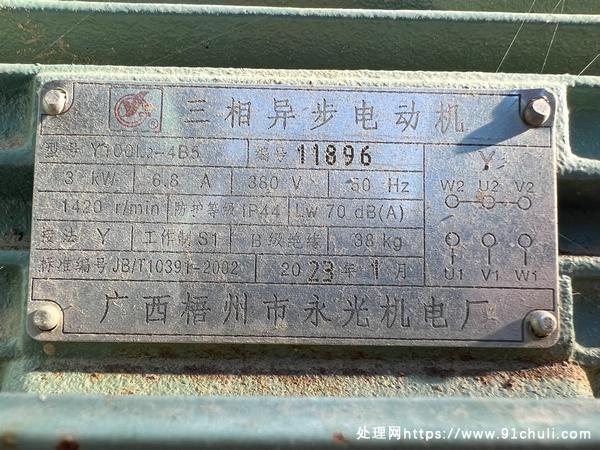 三相异步电动机
型号 Y100L2-4B5 编号 11896
3 kW 6.8 A 380 V 50 Hz
1420 r/min 防护等级 IP44 Lw 70 dB(A)
接法 Y 工作制 S1 B级绝缘 38 kg
标准编号 JB/T10391-2002 2023年1月
Y
W2 U2 V2
U1 V1 W1
广西梧州市永光机电厂
处理网https://www.91chuli.com/